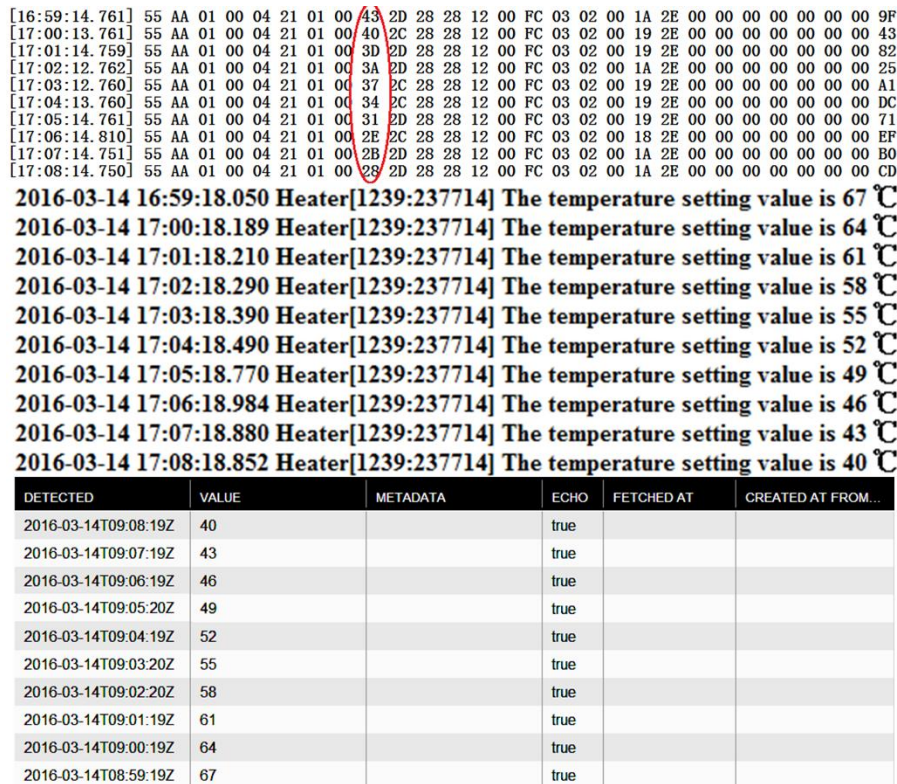 [16:59:14.761] 55 AA 01 00 04 21 01 00 43 2D 28 28 12 00 FC 03 02 00 1A 2E 00 00 00 00 00 00 9F
[17:00:13.761] 55 AA 01 00 04 21 01 00 40 2C 28 28 12 00 FC 03 02 00 19 2E 00 00 00 00 00 00 43
[17:01:14.759] 55 AA 01 00 04 21 01 00 3D 2D 28 28 12 00 FC 03 02 00 19 2E 00 00 00 00 00 00 82
[17:02:12.762] 55 AA 01 00 04 21 01 00 3A 2D 28 28 12 00 FC 03 02 00 1A 2E 00 00 00 00 00 00 25
[17:03:12.760] 55 AA 01 00 04 21 01 00 37 2C 28 28 12 00 FC 03 02 00 19 2E 00 00 00 00 00 00 A1
[17:04:13.760] 55 AA 01 00 04 21 01 00 34 2C 28 28 12 00 FC 03 02 00 19 2E 00 00 00 00 00 00 DC
[17:05:14.761] 55 AA 01 00 04 21 01 00 31 2D 28 28 12 00 FC 03 02 00 19 2E 00 00 00 00 00 00 71
[17:06:14.810] 55 AA 01 00 04 21 01 00 2E 2C 28 28 12 00 FC 03 02 00 18 2E 00 00 00 00 00 00 EF
[17:07:14.751] 55 AA 01 00 04 21 01 00 2B 2D 28 28 12 00 FC 03 02 00 1A 2E 00 00 00 00 00 00 B0
[17:08:14.750] 55 AA 01 00 04 21 01 00 28 2D 28 28 12 00 FC 03 02 00 1A 2E 00 00 00 00 00 00 CD
2016-03-14 16:59:18.050 Heater[1239:237714] The temperature setting value is 67 ℃
2016-03-14 17:00:18.189 Heater[1239:237714] The temperature setting value is 64 ℃
2016-03-14 17:01:18.210 Heater[1239:237714] The temperature setting value is 61 ℃
2016-03-14 17:02:18.290 Heater[1239:237714] The temperature setting value is 58 ℃
2016-03-14 17:03:18.390 Heater[1239:237714] The temperature setting value is 55 ℃
2016-03-14 17:04:18.490 Heater[1239:237714] The temperature setting value is 52 ℃
2016-03-14 17:05:18.770 Heater[1239:237714] The temperature setting value is 49 ℃
2016-03-14 17:06:18.984 Heater[1239:237714] The temperature setting value is 46 ℃
2016-03-14 17:07:18.880 Heater[1239:237714] The temperature setting value is 43 ℃
2016-03-14 17:08:18.852 Heater[1239:237714] The temperature setting value is 40 ℃
DETECTED VALUE METADATA ECHO FETCHED AT CREATED AT FROM...
2016-03-14T09:08:19Z 40 true
2016-03-14T09:07:19Z 43 true
2016-03-14T09:06:19Z 46 true
2016-03-14T09:05:20Z 49 true
2016-03-14T09:04:19Z 52 true
2016-03-14T09:03:20Z 55 true
2016-03-14T09:02:20Z 58 true
2016-03-14T09:01:19Z 61 true
2016-03-14T09:00:19Z 64 true
2016-03-14T08:59:19Z 67 true